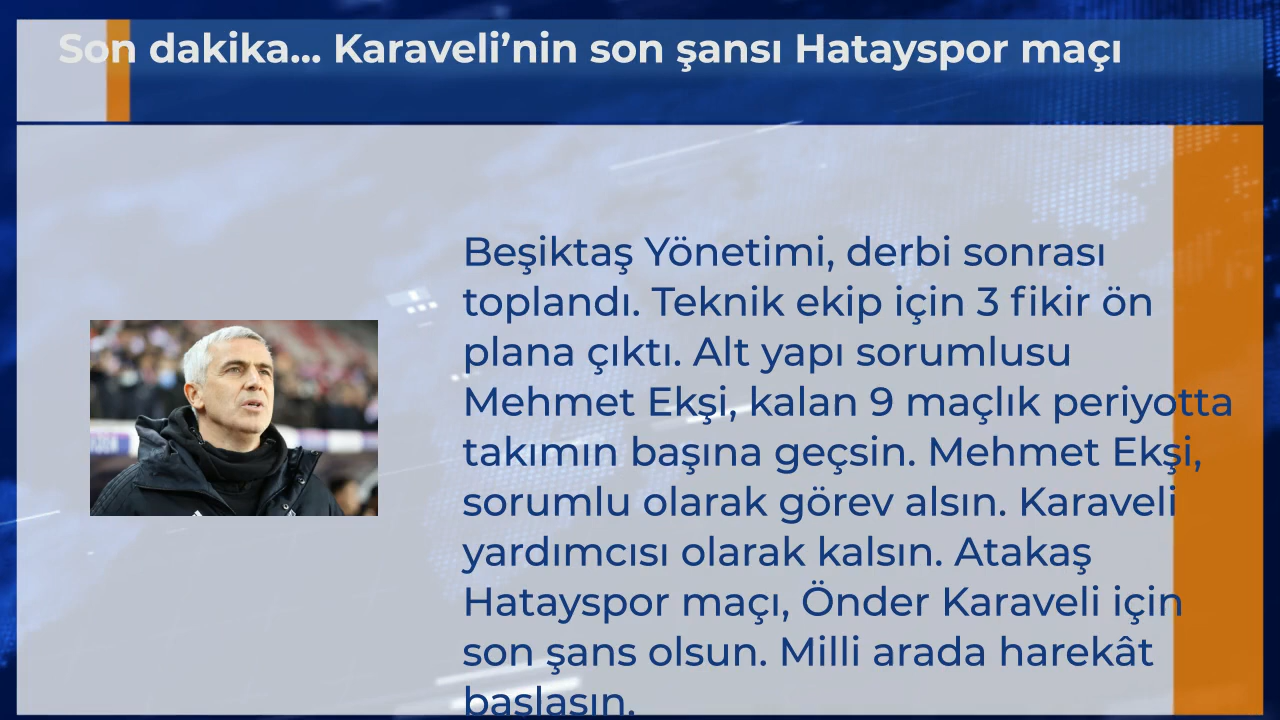 Son dakika... Karaveli’nin son şansı Hatayspor maçı
Beşiktaş Yönetimi, derbi sonrası
toplandı. Teknik ekip için 3 fikir ön
plana çıktı. Alt yapı sorumlusu
Mehmet Ekşi, kalan 9 maçlık periyotta
takımın başına geçsin. Mehmet Ekşi,
sorumlu olarak görev alsın. Karaveli
yardımcısı olarak kalsın. Atakaş
Hatayspor maçı, Önder Karaveli için
son şans olsun. Milli arada harekât
başlasın.